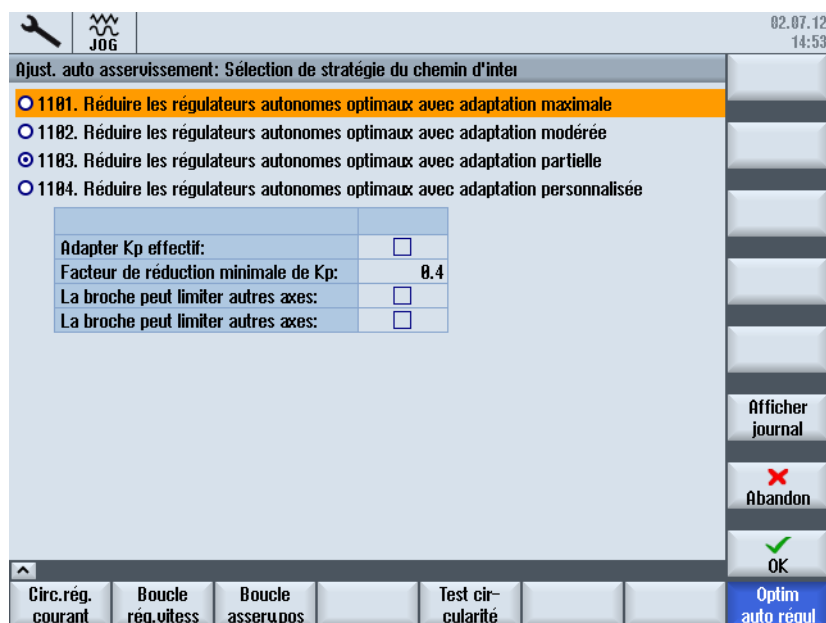 JOG
02.07.12
14:53
Ajust. auto asservissement: Sélection de stratégie du chemin d'inter
1101. Réduire les régulateurs autonomes optimaux avec adaptation maximale
1102. Réduire les régulateurs autonomes optimaux avec adaptation modérée
1103. Réduire les régulateurs autonomes optimaux avec adaptation partielle
1104. Réduire les régulateurs autonomes optimaux avec adaptation personnalisée
Adapter Kp effectif:
Facteur de réduction minimale de Kp: 0.4
La broche peut limiter autres axes:
La broche peut limiter autres axes:
Afficher
journal
Abandon
OK
Circ.rég.
courant
Boucle
rég.vitess
Boucle
asserv.pos
Test cir-
cularité
Optim
auto régul